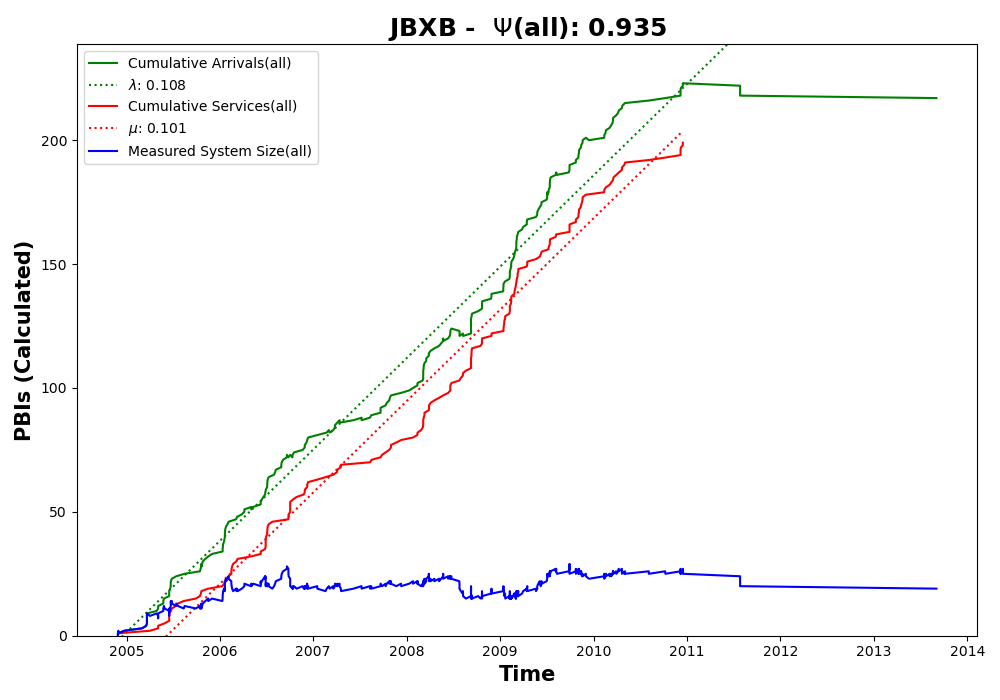 JBXB -  Ψ(all): 0.935
Cumulative Arrivals(all)
λ: 0.108
Cumulative Services(all)
μ: 0.101
Measured System Size(all)
PBIs (Calculated)
200
150
100
50
0
2005 2006 2007 2008 2009 2010 2011 2012 2013 2014
Time